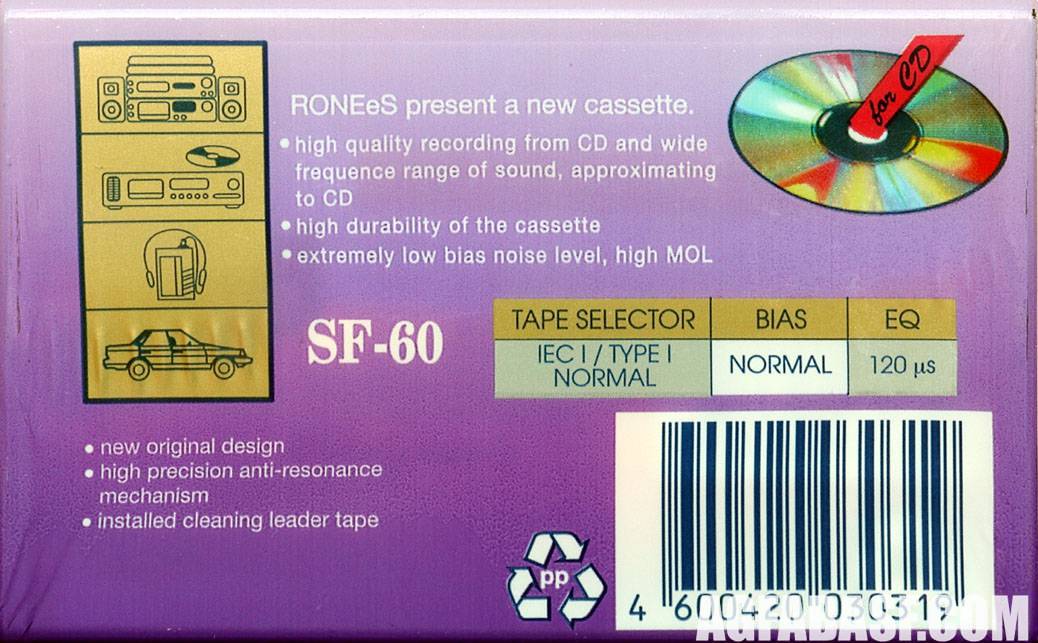 for CD
RONEeS present a new cassette.
• high quality recording from CD and wide
frequence range of sound, approximating
to CD
• high durability of the cassette
• extremely low bias noise level, high MOL
SF-60
TAPE SELECTOR BIAS EQ
IEC I / TYPE I
NORMAL
NORMAL
120 µs
• new original design
• high precision anti-resonance
mechanism
• installed cleaning leader tape
pp
4 600420 030319
AGFABASF.COM